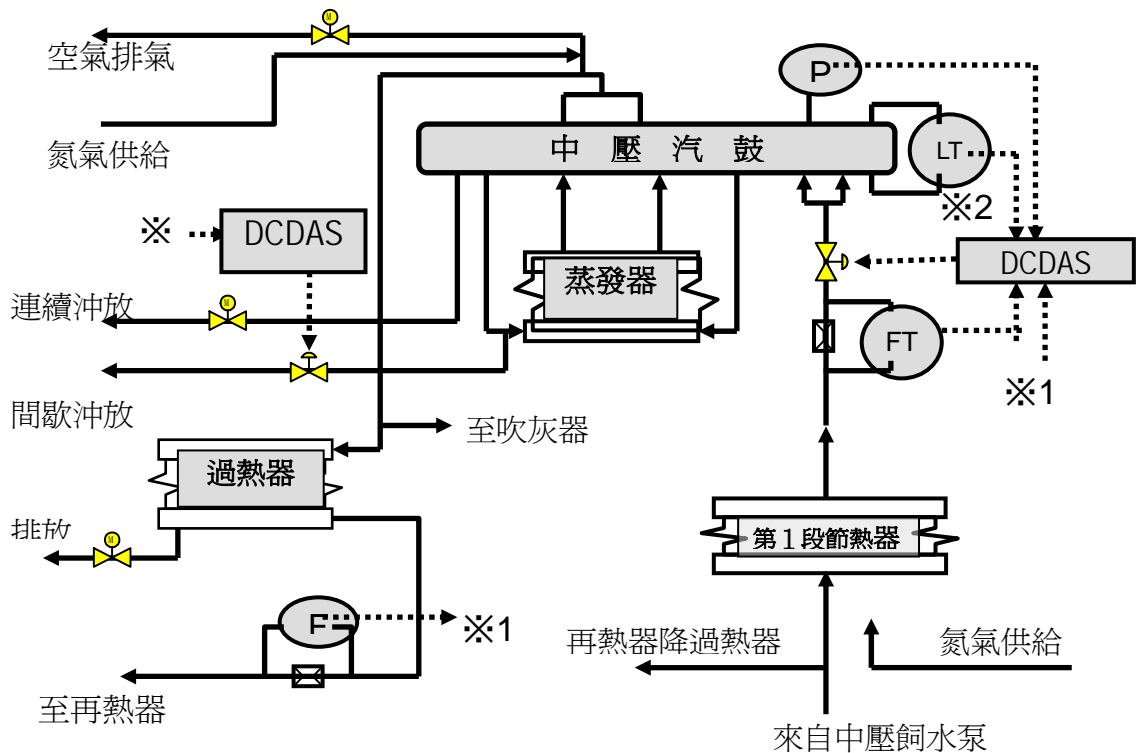 M
空氣排氣
P
氮氣供給
中 壓 汽 鼓
LT
※2
※
DCDAS
DCDAS
蒸發器
連續沖放
M
FT
※1
間歇沖放
至吹灰器
過熱器
排放
M
第1段節熱器
F
※1
再熱器降過熱器
氮氣供給
至再熱器
來自中壓飼水泵